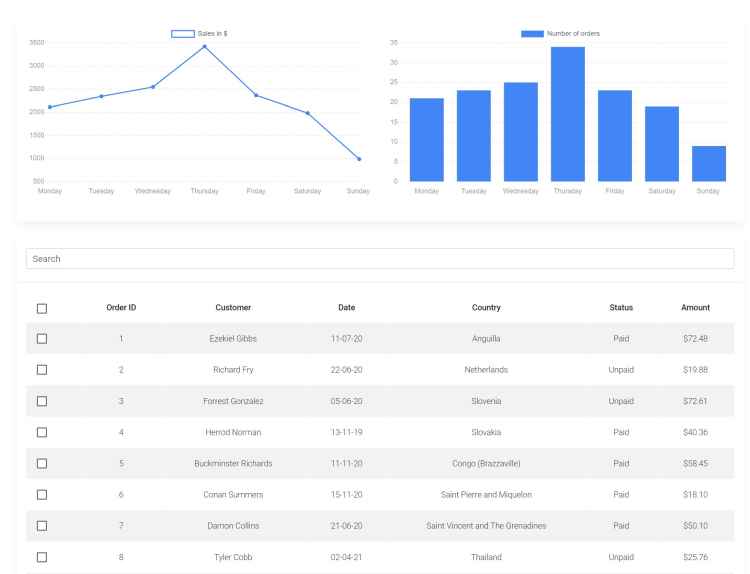 Sales in $
3500
3000
2500
2000
1500
1000
500
Monday Tuesday Wednesday Thursday Friday Saturday Sunday
Number of orders
35
30
25
20
15
10
5
0
Monday Tuesday Wednesday Thursday Friday Saturday Sunday
Search
Order ID Customer Date Country Status Amount
1 Ezekiel Gibbs 11-07-20 Anguilla Paid $72.48
2 Richard Fry 22-06-20 Netherlands Unpaid $19.88
3 Forrest Gonzalez 05-06-20 Slovenia Unpaid $72.61
4 Herrod Norman 13-11-19 Slovakia Paid $40.36
5 Buckminster Richards 11-11-20 Congo (Brazzaville) Paid $58.45
6 Conan Summers 15-11-20 Saint Pierre and Miquelon Paid $18.10
7 Damon Collins 21-06-20 Saint Vincent and The Grenadines Paid $50.10
8 Tyler Cobb 02-04-21 Thailand Unpaid $25.76